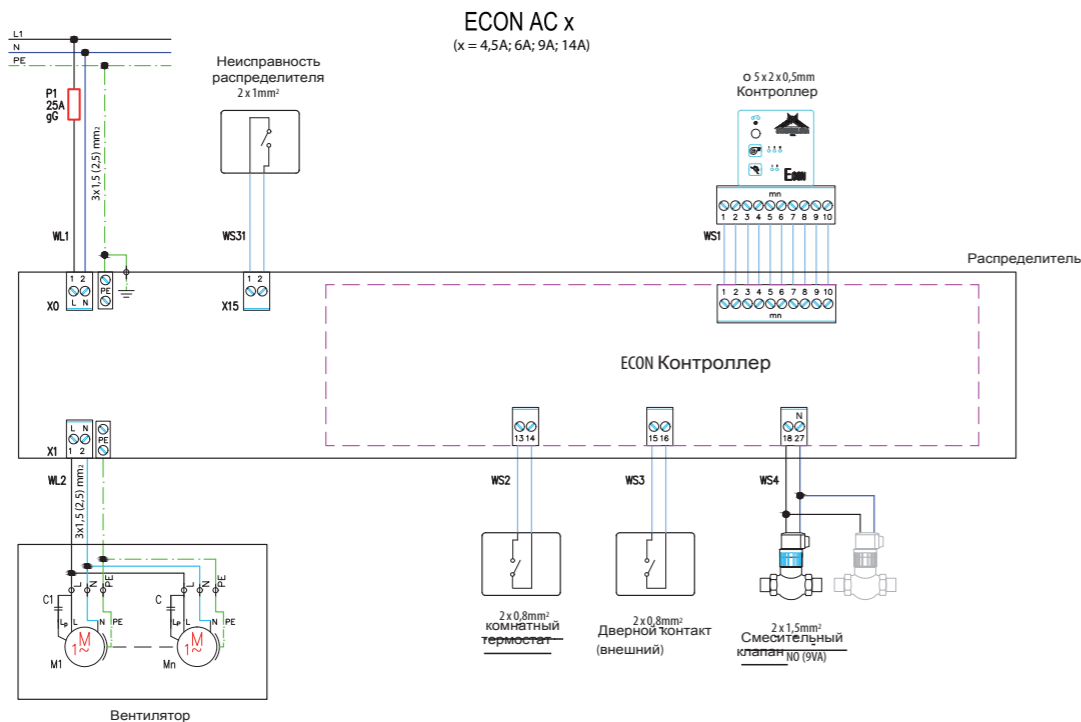 ECON AC x
(x = 4,5A; 6A; 9A; 14A)
L1
N
PE
P1
25A
gG
3x1,5 (2,5) mm²
WL1
Неисправность
распределителя
2 x 1mm²
WS31
o 5 x 2 x 0,5mm
Контроллер
ECON
mn
1 2 3 4 5 6 7 8 9 10
WS1
Распределитель
1 2
L N
PE
X0
1 2
X15
1 2 3 4 5 6 7 8 9 10
mn
ECON Контроллер
L N
1 2
PE
X1
13 14
15 16
N
18 27
WL2
3x1,5 (2,5) mm²
WS2
WS3
WS4
L N PE
L N PE
C1
C
Lp L N PE
Lp L N PE
M
1~
M
1~
M1
Mn
Вентилятор
2 x 0,8mm²
комнатный
термостат
2 x 0,8mm²
Дверной контакт
(внешний)
2 x 1,5mm²
Смесительный
клапан NO (9VA)